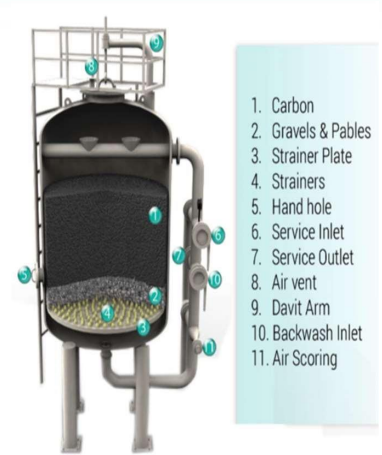 8
9
1
6
7
5
10
2
4
3
11
1. Carbon
2. Gravels & Pables
3. Strainer Plate
4. Strainers
5. Hand hole
6. Service Inlet
7. Service Outlet
8. Air vent
9. Davit Arm
10. Backwash Inlet
11. Air Scoring